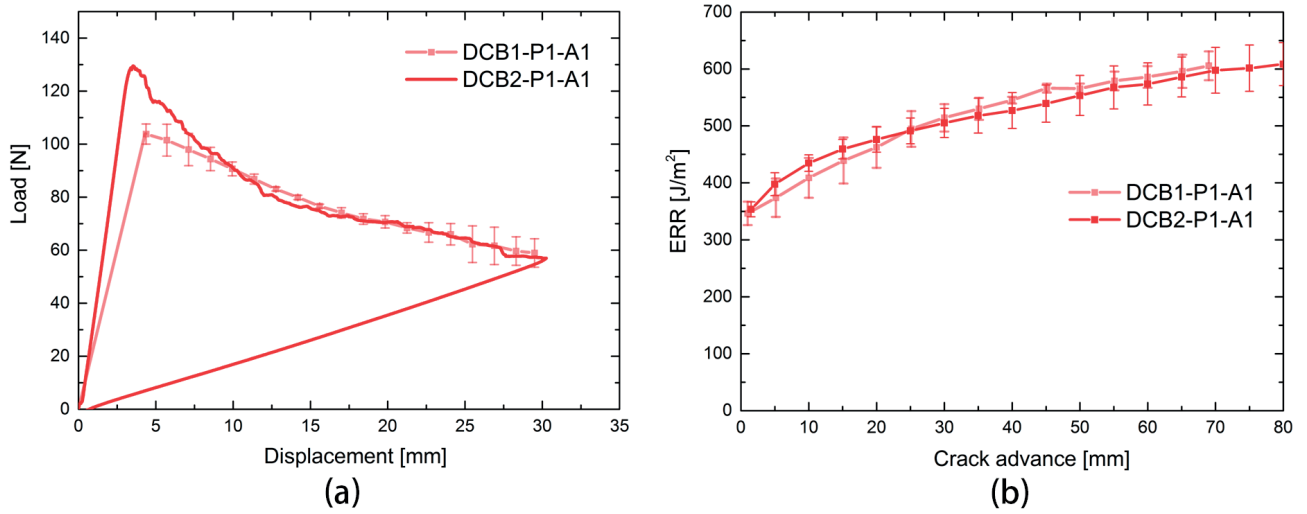 140
120
100
80
60
40
20
0
Load [N]
DCB1-P1-A1
DCB2-P1-A1
0 5 10 15 20 25 30 35
Displacement [mm]
(a)
700
600
500
400
300
200
100
0
ERR [J/m²]
DCB1-P1-A1
DCB2-P1-A1
0 10 20 30 40 50 60 70 80
Crack advance [mm]
(b)